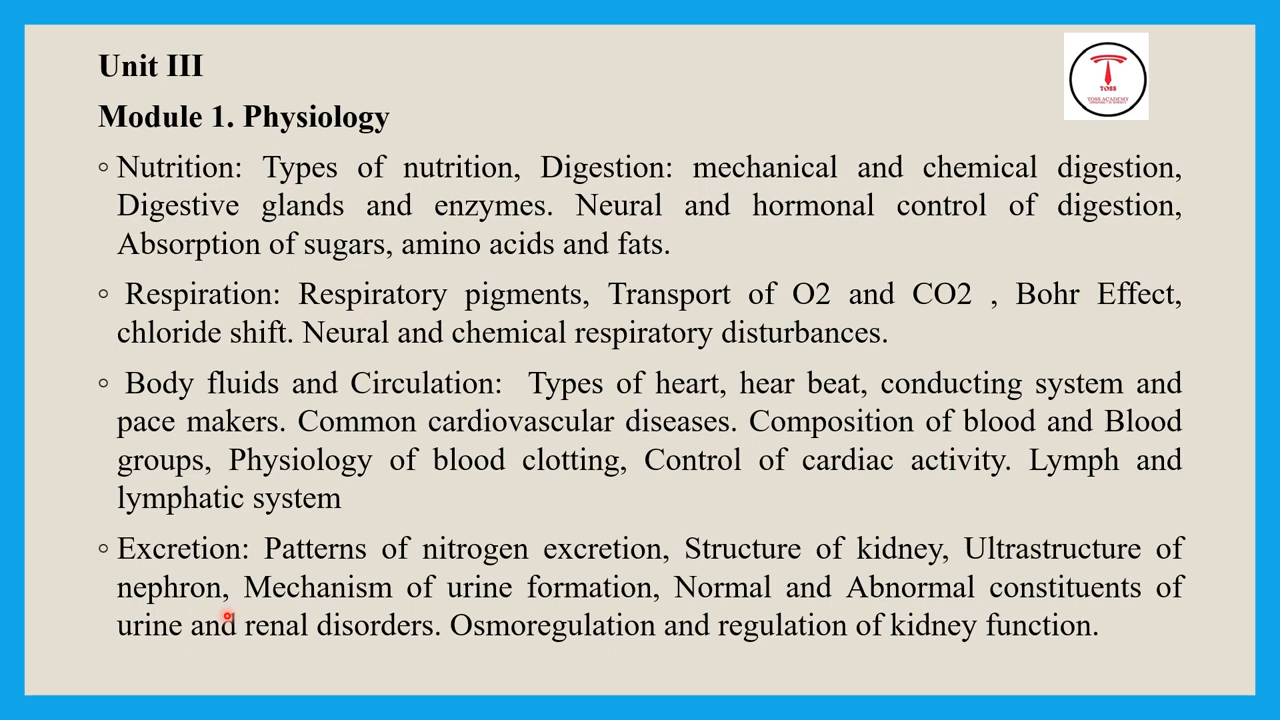 Unit III
TOSS
TOSS ACADEMY
Module 1. Physiology
◦ Nutrition: Types of nutrition, Digestion: mechanical and chemical digestion,
Digestive glands and enzymes. Neural and hormonal control of digestion,
Absorption of sugars, amino acids and fats.
◦ Respiration: Respiratory pigments, Transport of O2 and CO2 , Bohr Effect,
chloride shift. Neural and chemical respiratory disturbances.
◦ Body fluids and Circulation: Types of heart, hear beat, conducting system and
pace makers. Common cardiovascular diseases. Composition of blood and Blood
groups, Physiology of blood clotting, Control of cardiac activity. Lymph and
lymphatic system
◦ Excretion: Patterns of nitrogen excretion, Structure of kidney, Ultrastructure of
nephron, Mechanism of urine formation, Normal and Abnormal constituents of
urine and renal disorders. Osmoregulation and regulation of kidney function.